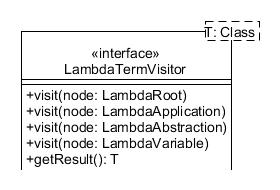 T: Class
«interface»
LambdaTermVisitor
+visit(node: LambdaRoot)
+visit(node: LambdaApplication)
+visit(node: LambdaAbstraction)
+visit(node: LambdaVariable)
+getResult(): T